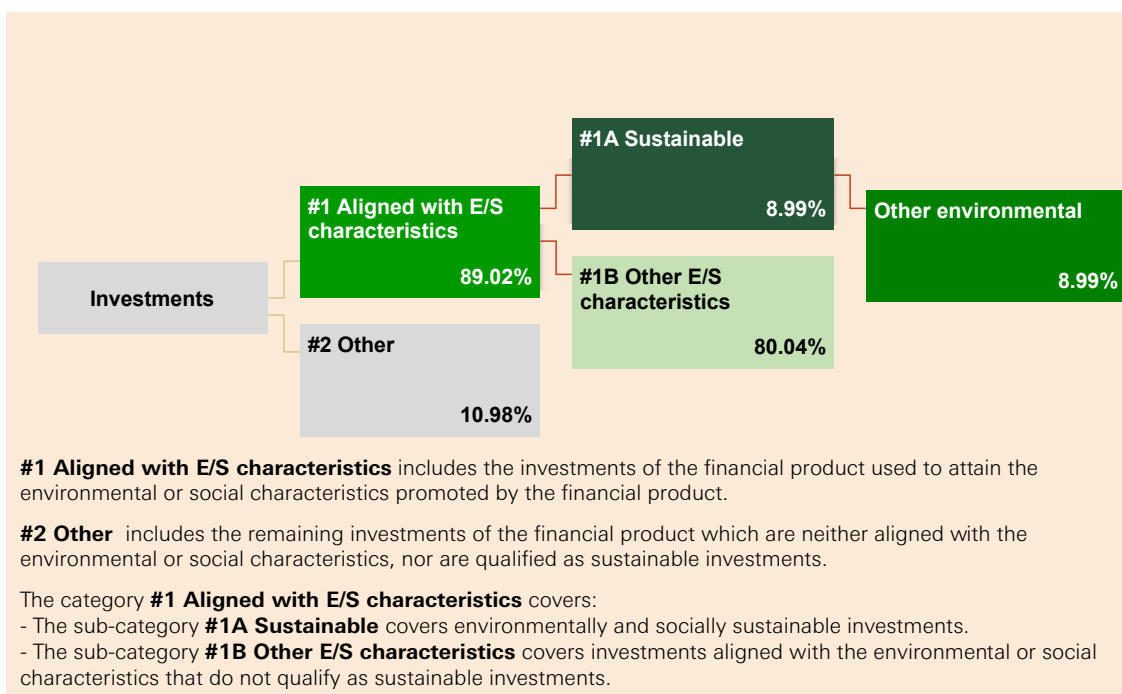 #1A Sustainable
8.99%
#1 Aligned with E/S
characteristics
89.02%
Other environmental
8.99%
Investments
#1B Other E/S
characteristics
80.04%
#2 Other
10.98%
#1 Aligned with E/S characteristics includes the investments of the financial product used to attain the
environmental or social characteristics promoted by the financial product.
#2 Other includes the remaining investments of the financial product which are neither aligned with the
environmental or social characteristics, nor are qualified as sustainable investments.
The category #1 Aligned with E/S characteristics covers:
- The sub-category #1A Sustainable covers environmentally and socially sustainable investments.
- The sub-category #1B Other E/S characteristics covers investments aligned with the environmental or social
characteristics that do not qualify as sustainable investments.